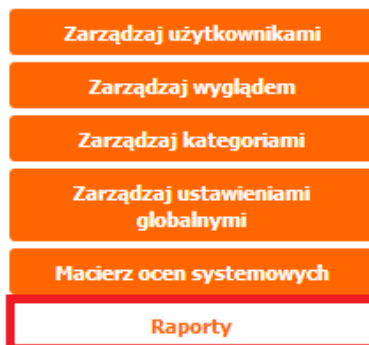 Zarządzaj użytkownikami
Zarządzaj wyglądem
Zarządzaj kategoriami
Zarządzaj ustawieniami
globalnymi
Macierz ocen systemowych
Raporty